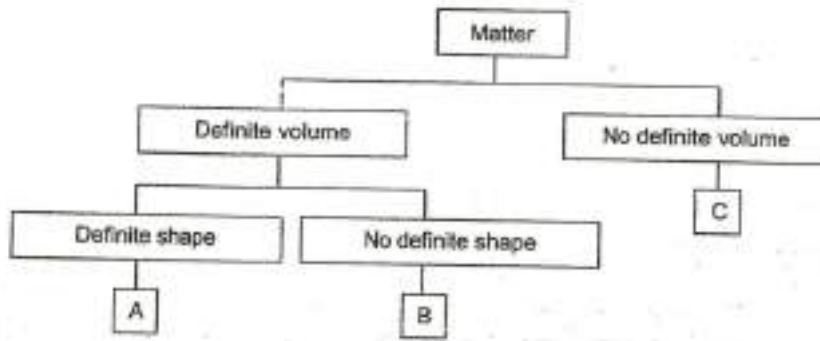 Matter
Definite volume
No definite volume
C
Definite shape
No definite shape
A
B